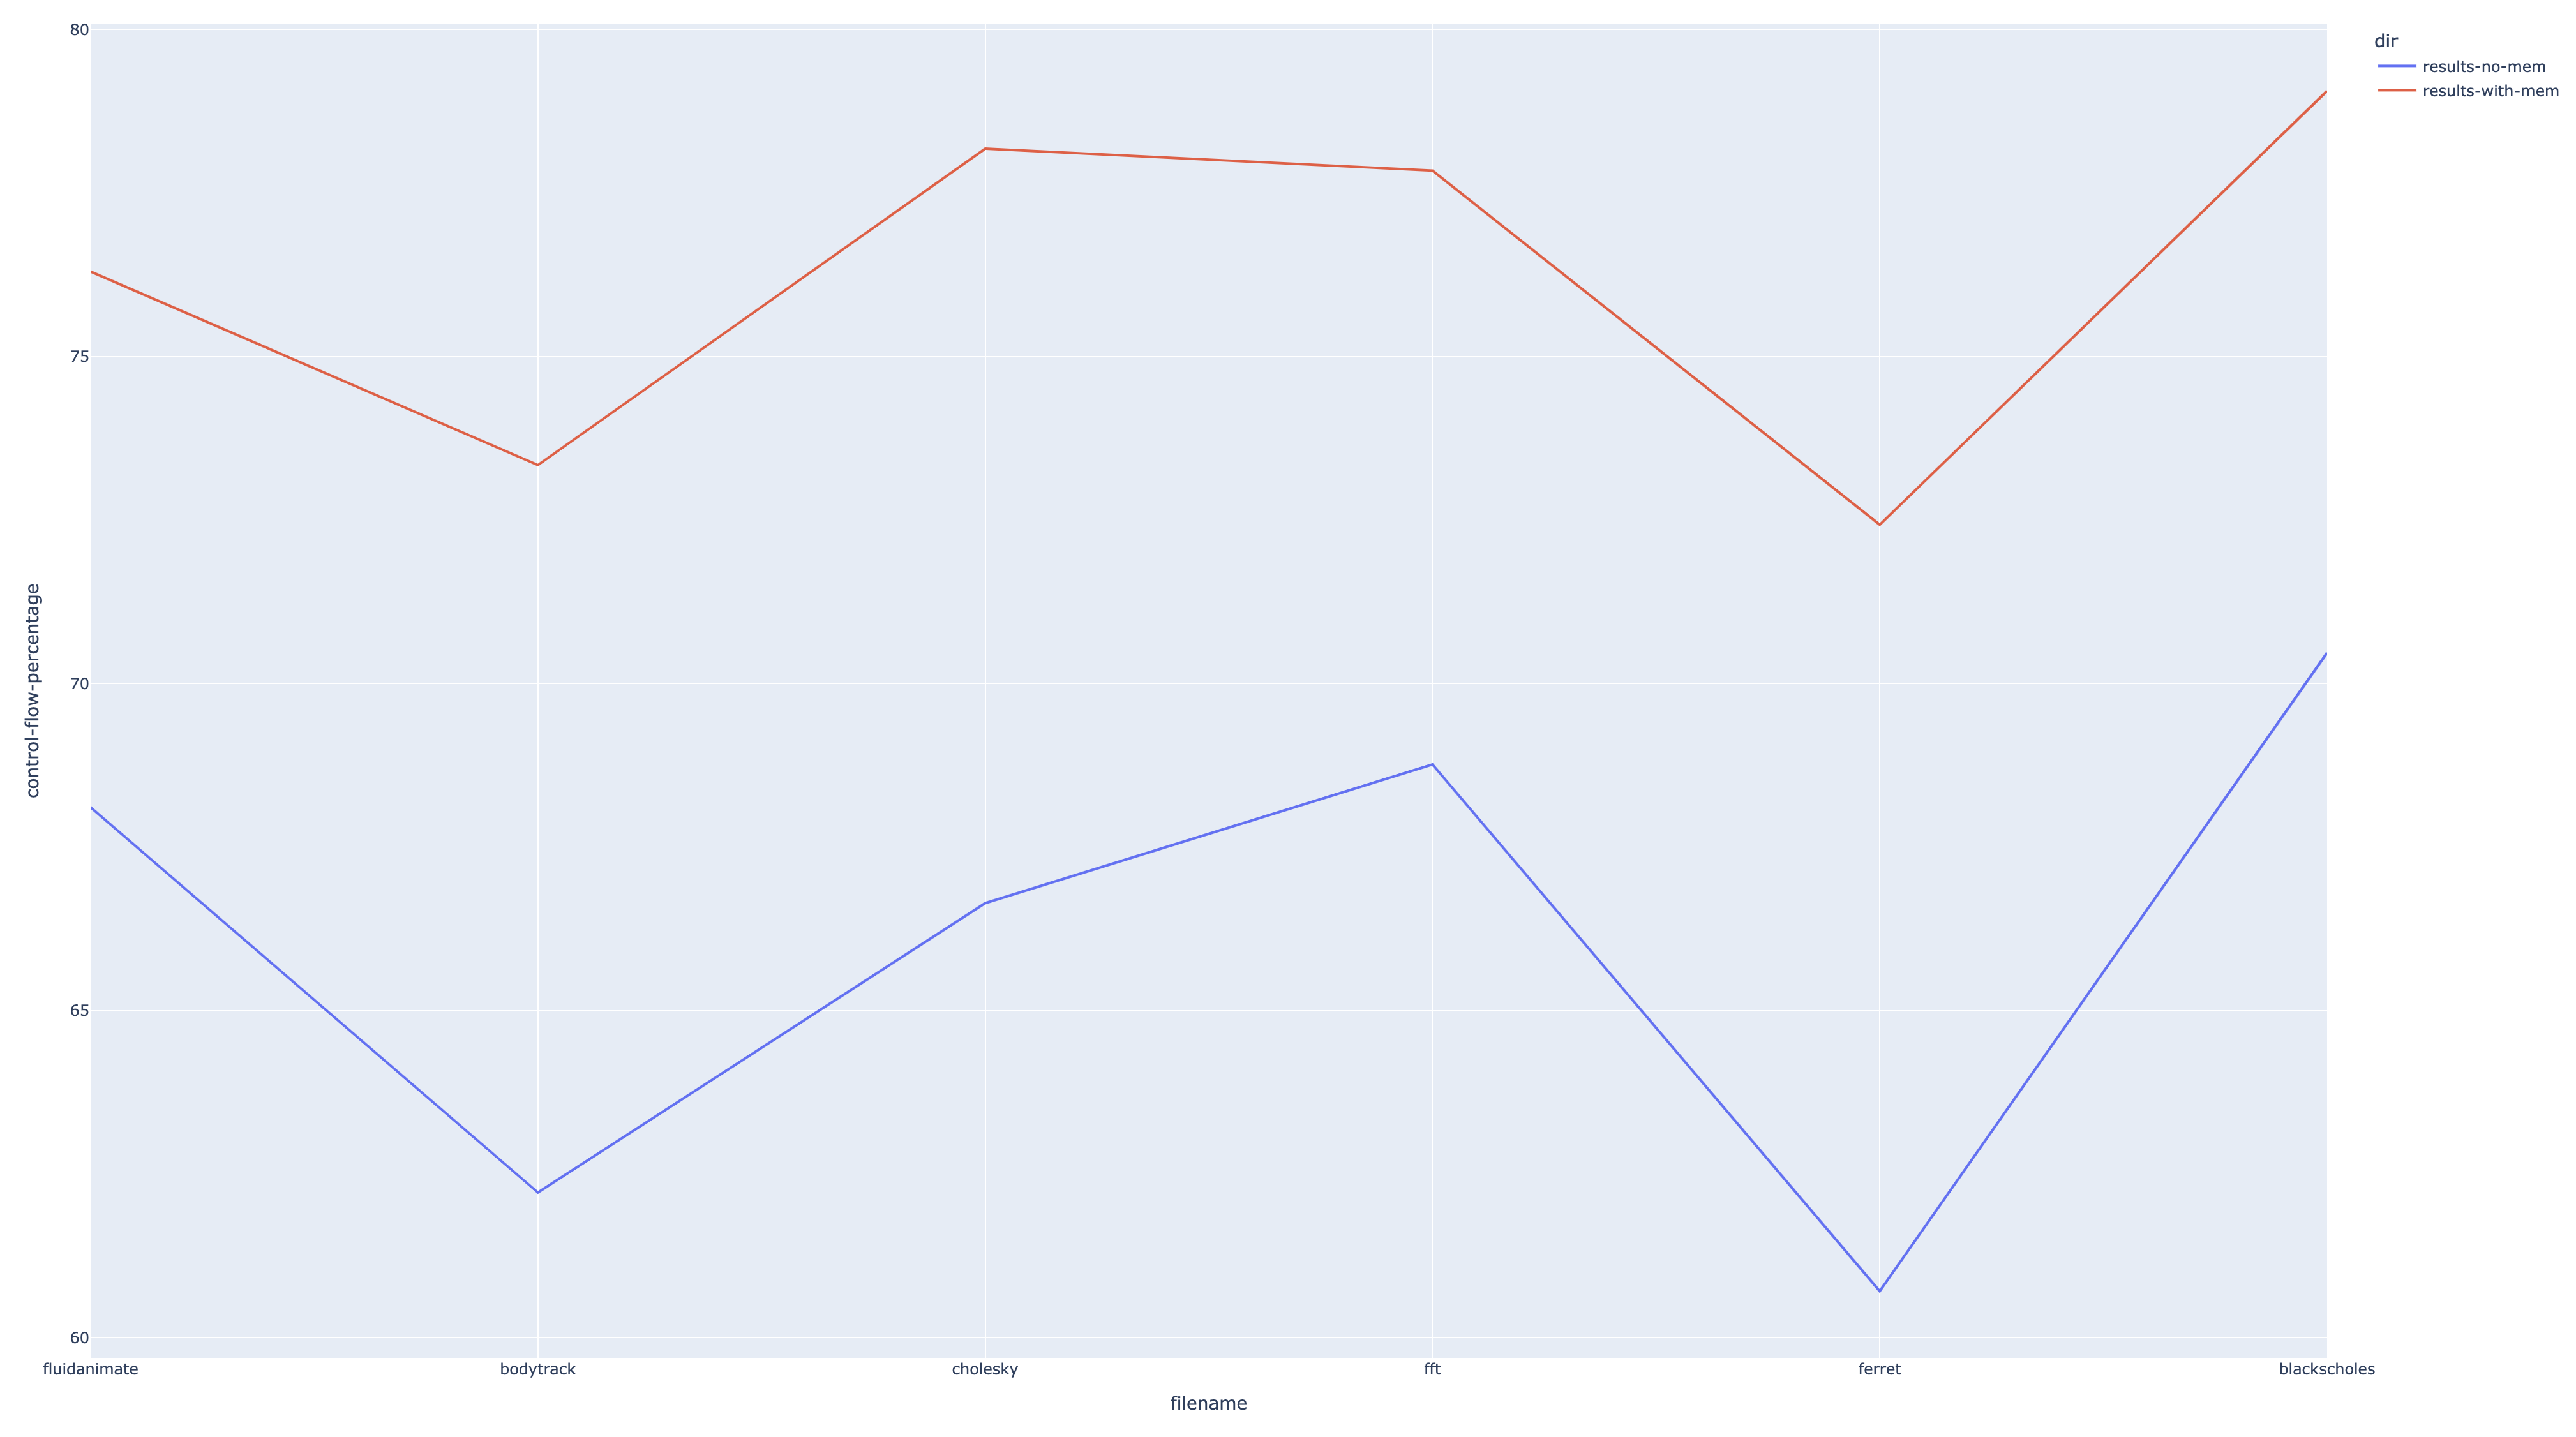 dir
results-no-mem
results-with-mem
control-flow-percentage
80
75
70
65
60
fluidanimate bodytrack cholesky fft ferret blackscholes
filename